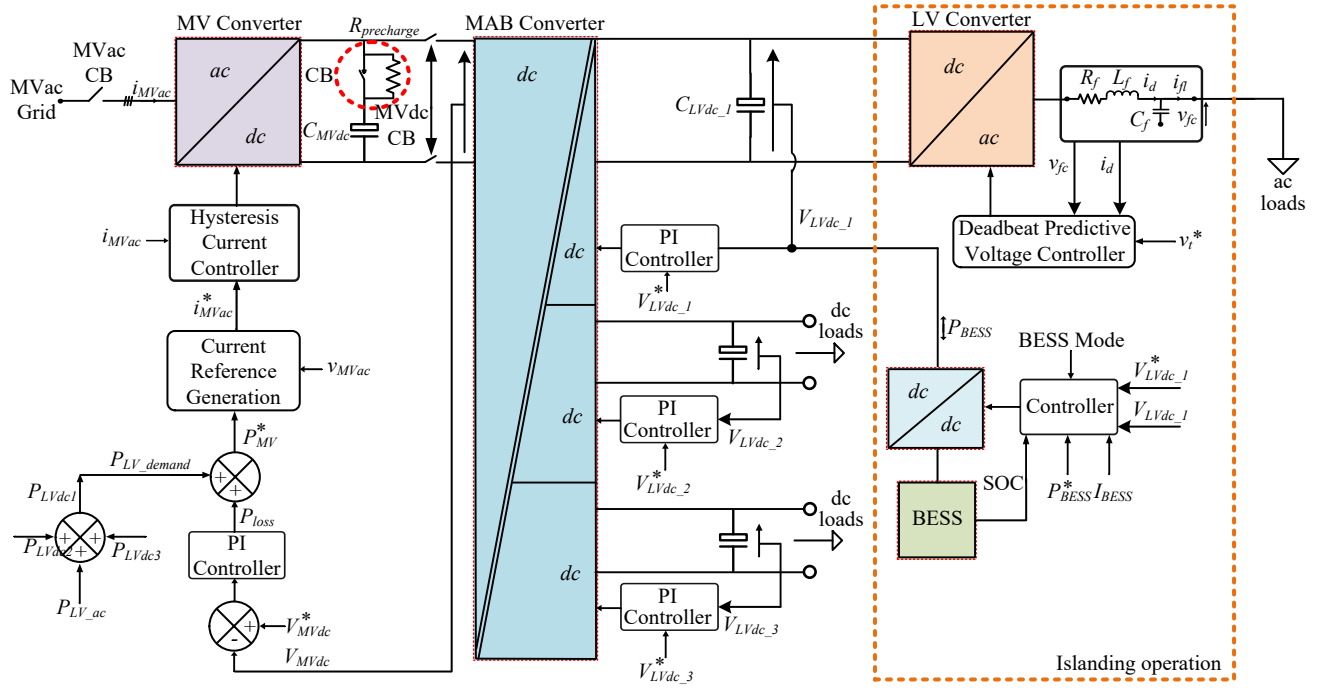 MV Converter
MAB Converter
LV Converter
R_precharge
MVac
CB
MVac
Grid
i_MVac
ac
dc
CB
MVdc
CB
C_MVdc
dc
C_LVdc_1
dc
ac
R_f
L_f
i_d
i_fl
C_f
v_fc
v_fc
i_d
ac
loads
Hysteresis
Current
Controller
i_MVac
i*_MVac
Deadbeat Predictive
Voltage Controller
v_t*
V_LVdc_1
dc
PI
Controller
V*_LVdc_1
dc
loads
P_BESS
Current
Reference
Generation
v_MVac
BESS Mode
V*_LVdc_1
V_LVdc_1
Controller
dc
dc
dc
PI
Controller
V_LVdc_2
V*_LVdc_2
P*_MV
P_LV_demand
+
+
P_LVdc1
P_loss
SOC
P*_BESS
I_BESS
BESS
dc
loads
+
+
+
P_LVdc2
P_LVdc3
P_LV_ac
PI
Controller
dc
PI
Controller
V_LVdc_3
V*_LVdc_3
+
-
V*_MVdc
V_MVdc
Islanding operation